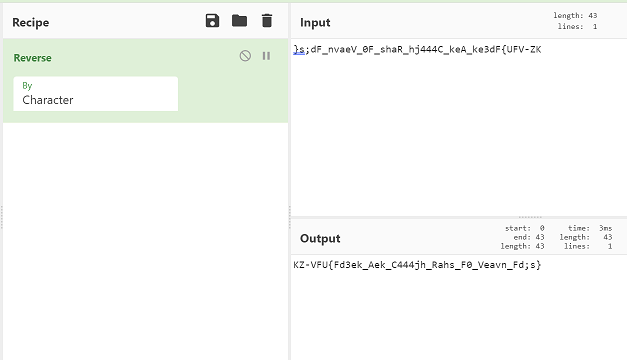 Recipe
Input
length: 43
lines: 1
Reverse
By
Character
}s;dF_nvaeV_0F_shaR_hj444C_keA_ke3dF{UFV-ZK
Output
start: 0
end: 43
length: 43
time: 3ms
length: 43
lines: 1
KZ-VFU{Fd3ek_Aek_C444jh_Rahs_F0_Veavn_Fd;s}